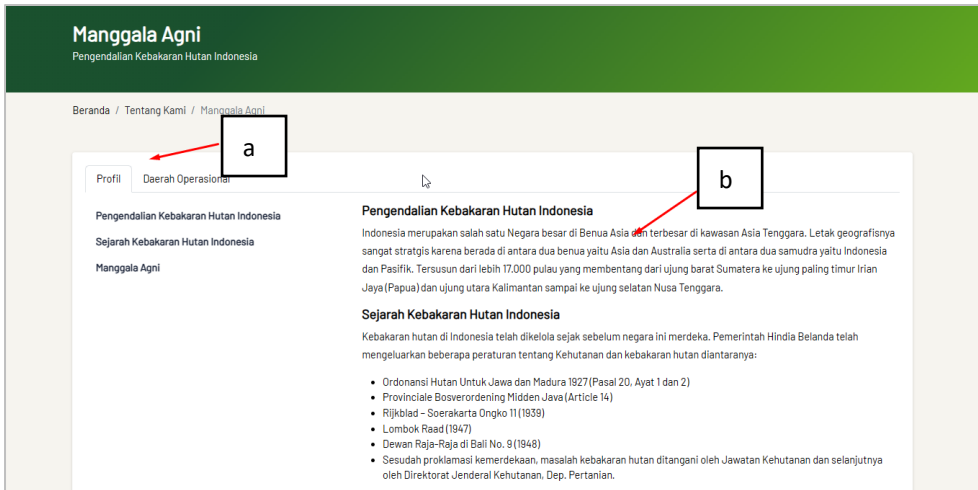 Manggala Agni
Pengendalian Kebakaran Hutan Indonesia
Beranda / Tentang Kami / Manggala Agni
a
b
Profil Daerah Operasional
Pengendalian Kebakaran Hutan Indonesia
Sejarah Kebakaran Hutan Indonesia
Manggala Agni
Pengendalian Kebakaran Hutan Indonesia
Indonesia merupakan salah satu Negara besar di Benua Asia dan terbesar di kawasan Asia Tenggara. Letak geografisnya
sangat stratgis karena berada di antara dua benua yaitu Asia dan Australia serta di antara dua samudra yaitu Indonesia
dan Pasifik. Tersusun dari lebih 17.000 pulau yang membentang dari ujung barat Sumatera ke ujung paling timur Irian
Jaya (Papua) dan ujung utara Kalimantan sampai ke ujung selatan Nusa Tenggara.
Sejarah Kebakaran Hutan Indonesia
Kebakaran hutan di Indonesia telah dikelola sejak sebelum negara ini merdeka. Pemerintah Hindia Belanda telah
mengeluarkan beberapa peraturan tentang Kehutanan dan kebakaran hutan diantaranya:
• Ordonansi Hutan Untuk Jawa dan Madura 1927 (Pasal 20, Ayat 1 dan 2)
• Provinciale Bosverordening Midden Java (Article 14)
• Rijkblad – Soerakarta Ongko 11 (1939)
• Lombok Raad (1947)
• Dewan Raja-Raja di Bali No. 9 (1948)
• Sesudah proklamasi kemerdekaan, masalah kebakaran hutan ditangani oleh Jawatan Kehutanan dan selanjutnya
oleh Direktorat Jenderal Kehutanan, Dep. Pertanian.